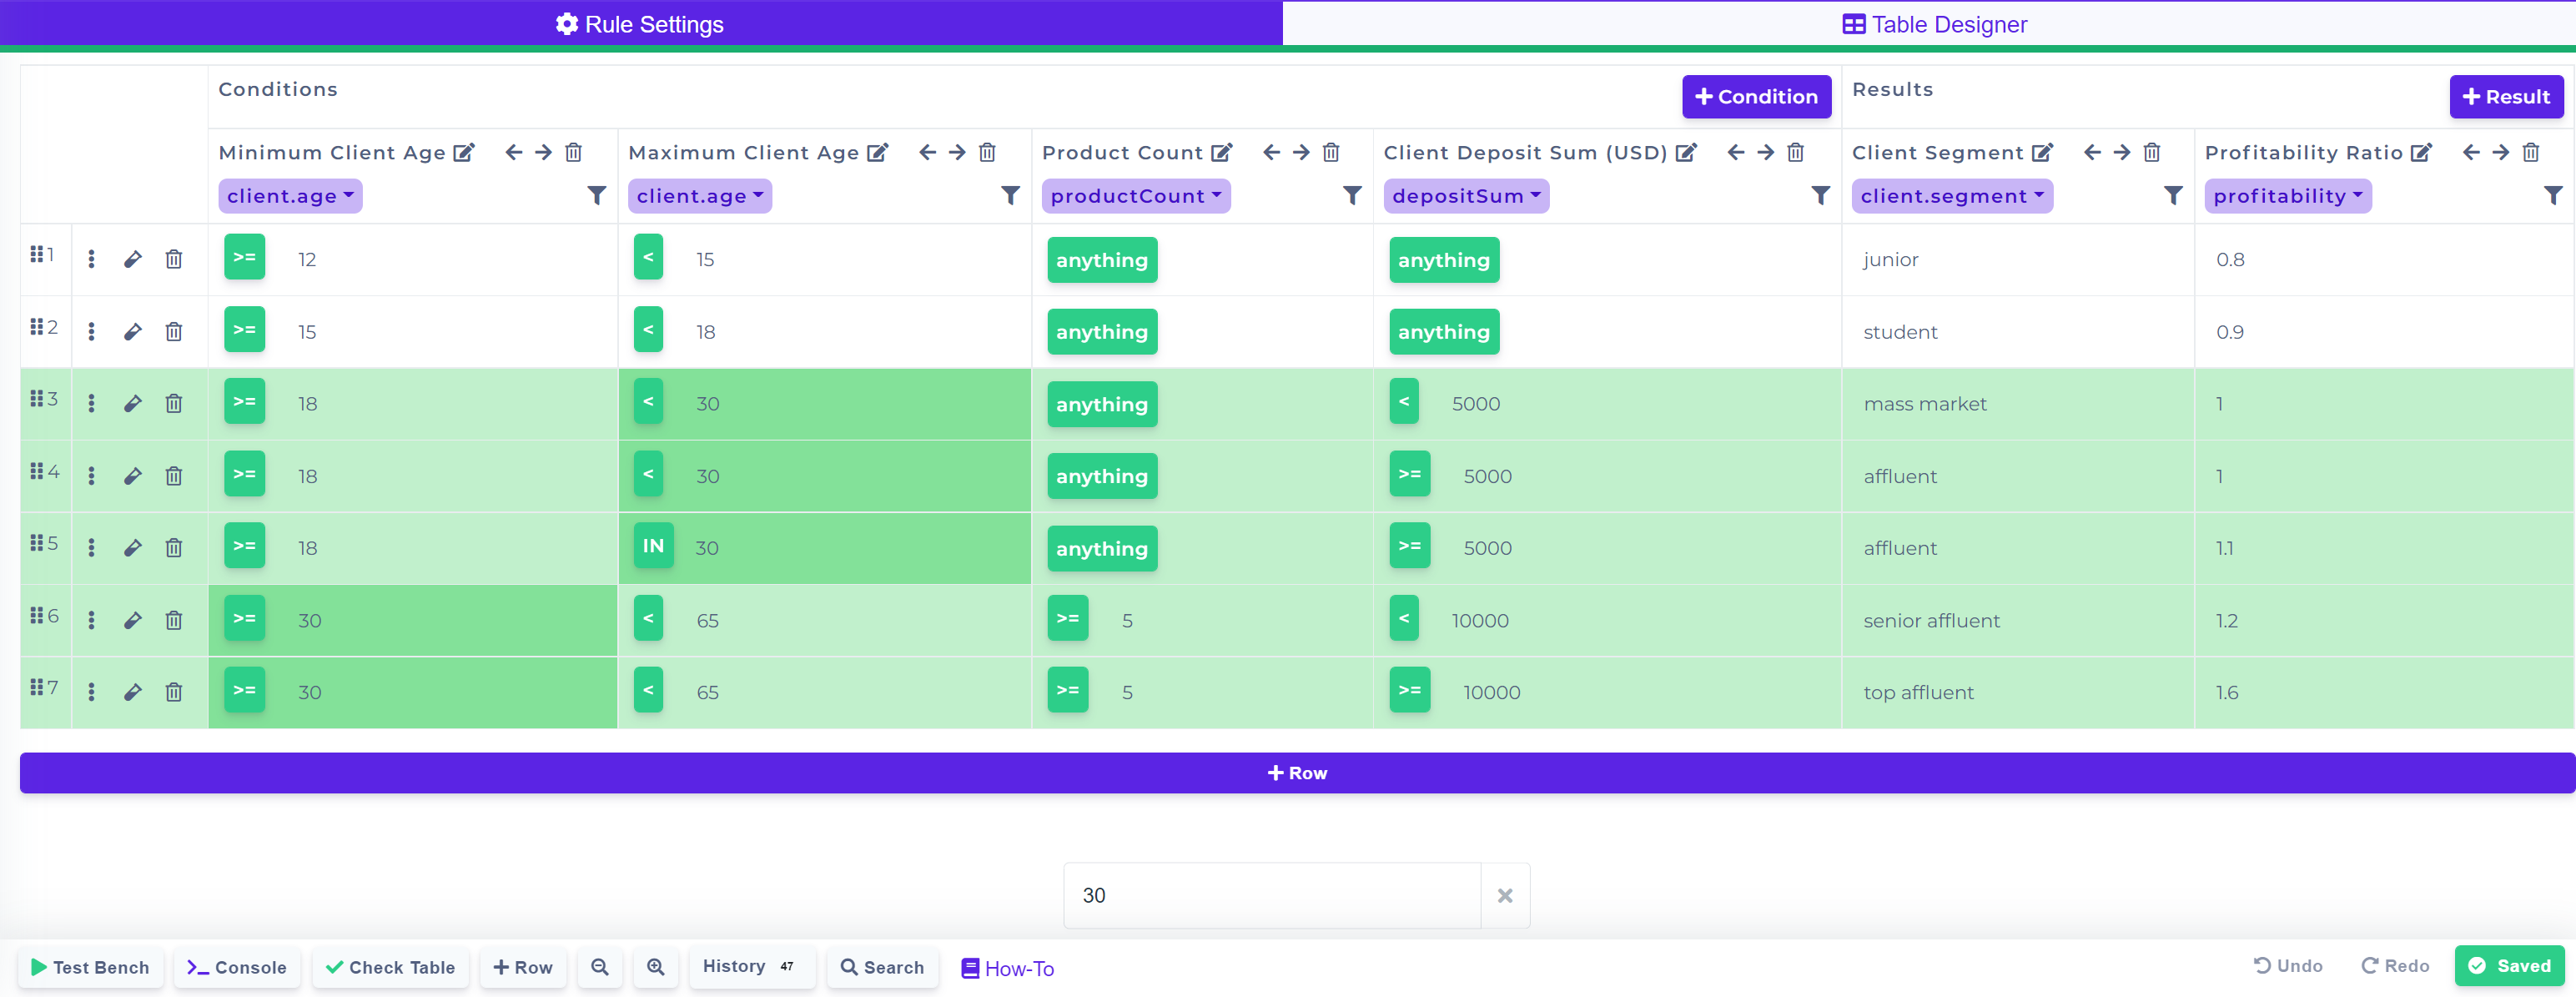 Rule Settings
Table Designer
Conditions
+ Condition
Results
+ Result
Minimum Client Age
Maximum Client Age
Product Count
Client Deposit Sum (USD)
Client Segment
Profitability Ratio
client.age
client.age
productCount
depositSum
client.segment
profitability
1 >= 12 < 15 anything anything junior 0.8
2 >= 15 < 18 anything anything student 0.9
3 >= 18 < 30 anything < 5000 mass market 1
4 >= 18 < 30 anything >= 5000 affluent 1
5 >= 18 IN 30 anything >= 5000 affluent 1.1
6 >= 30 < 65 >= 5 < 10000 senior affluent 1.2
7 >= 30 < 65 >= 5 >= 10000 top affluent 1.6
+ Row
30
Test Bench
Console
Check Table
+ Row
History 47
Search
How-To
Undo
Redo
Saved